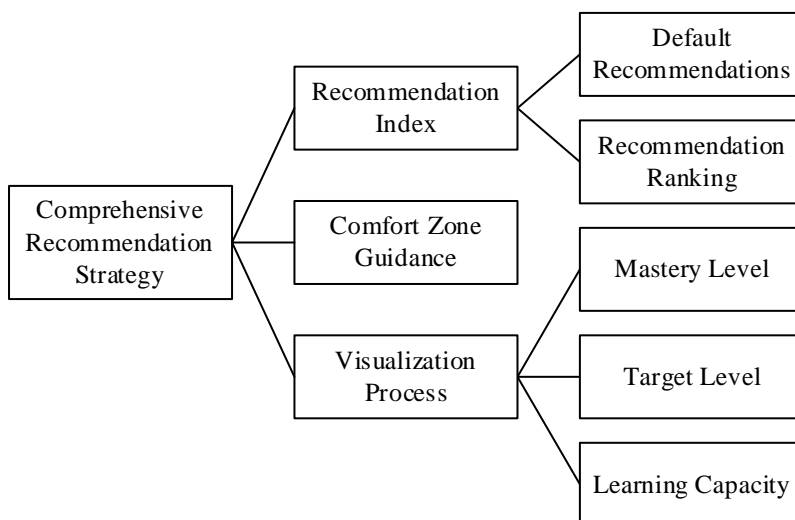 Comprehensive
Recommendation
Strategy
Recommendation
Index
Comfort Zone
Guidance
Visualization
Process
Default
Recommendations
Recommendation
Ranking
Mastery Level
Target Level
Learning Capacity